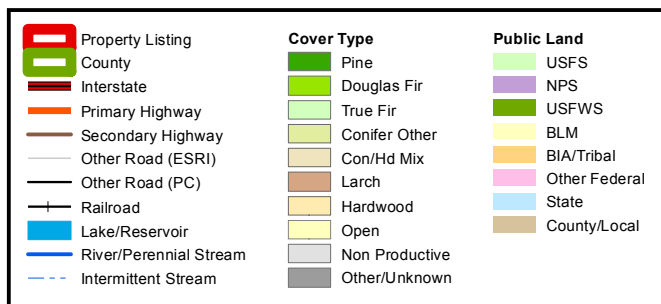 Property Listing
County
Interstate
Primary Highway
Secondary Highway
Other Road (ESRI)
Other Road (PC)
Railroad
Lake/Reservoir
River/Perennial Stream
Intermittent Stream
Cover Type
Pine
Douglas Fir
True Fir
Conifer Other
Con/Hd Mix
Larch
Hardwood
Open
Non Productive
Other/Unknown
Public Land
USFS
NPS
USFWS
BLM
BIA/Tribal
Other Federal
State
County/Local